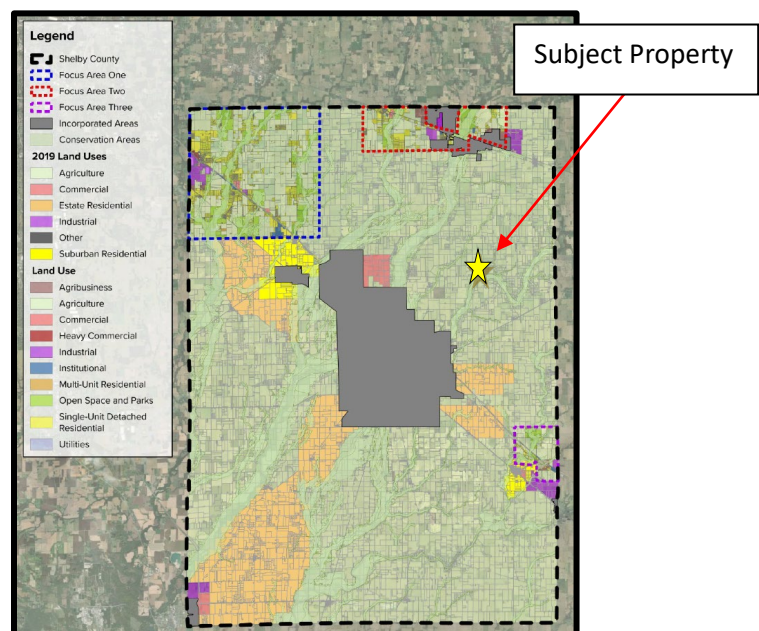 Subject Property
Legend
Shelby County
Focus Area One
Focus Area Two
Focus Area Three
Incorporated Areas
Conservation Areas
2019 Land Uses
Agriculture
Commercial
Estate Residential
Industrial
Other
Suburban Residential
Land Use
Agribusiness
Agriculture
Commercial
Heavy Commercial
Industrial
Institutional
Multi-Unit Residential
Open Space and Parks
Single-Unit Detached
Residential
Utilities